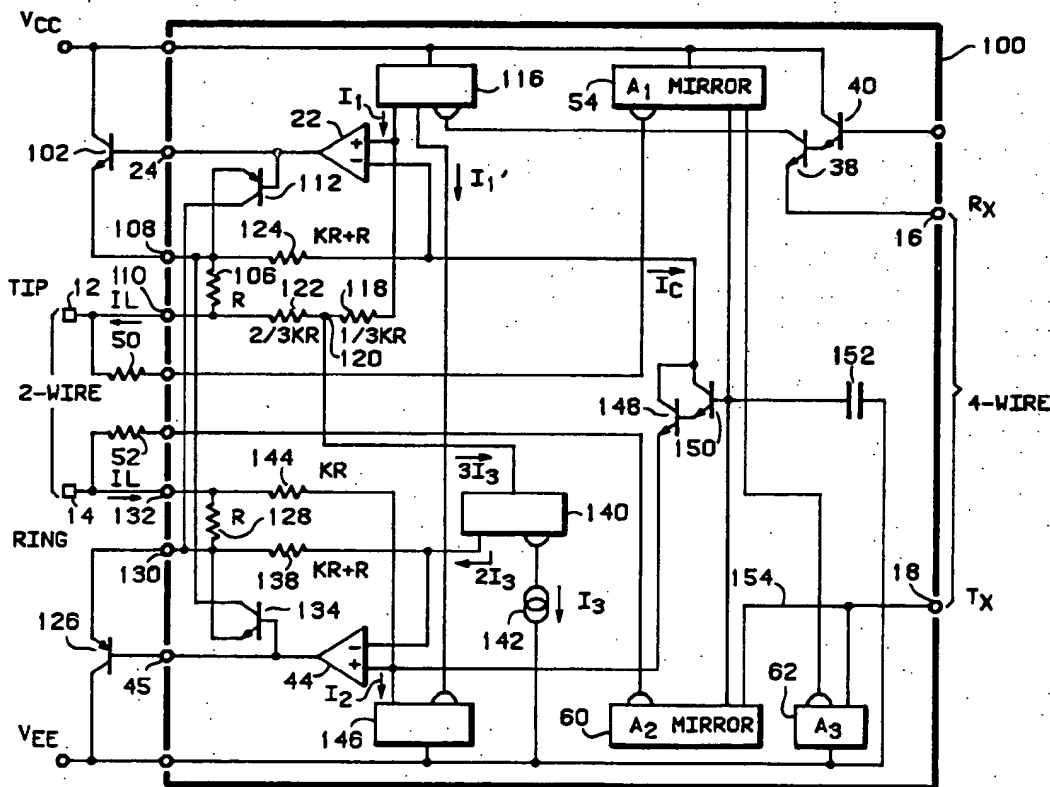 VCC
100
116
A1 MIRROR
54
40
I1
22
+
-
102
24
112
38
I1'
RX
16
108
124
KR+R
106
R
IC
TIP
12
110
IL
122
118
2/3KR
1/3KR
120
50
152
2-WIRE
4-WIRE
148
150
52
IL
144
KR
3I3
14
132
140
R
128
RING
130
138
KR+R
2I3
154
18
TX
134
I3
142
126
-
+
45
44
I2
62
60
A2 MIRROR
A3
146
VEE